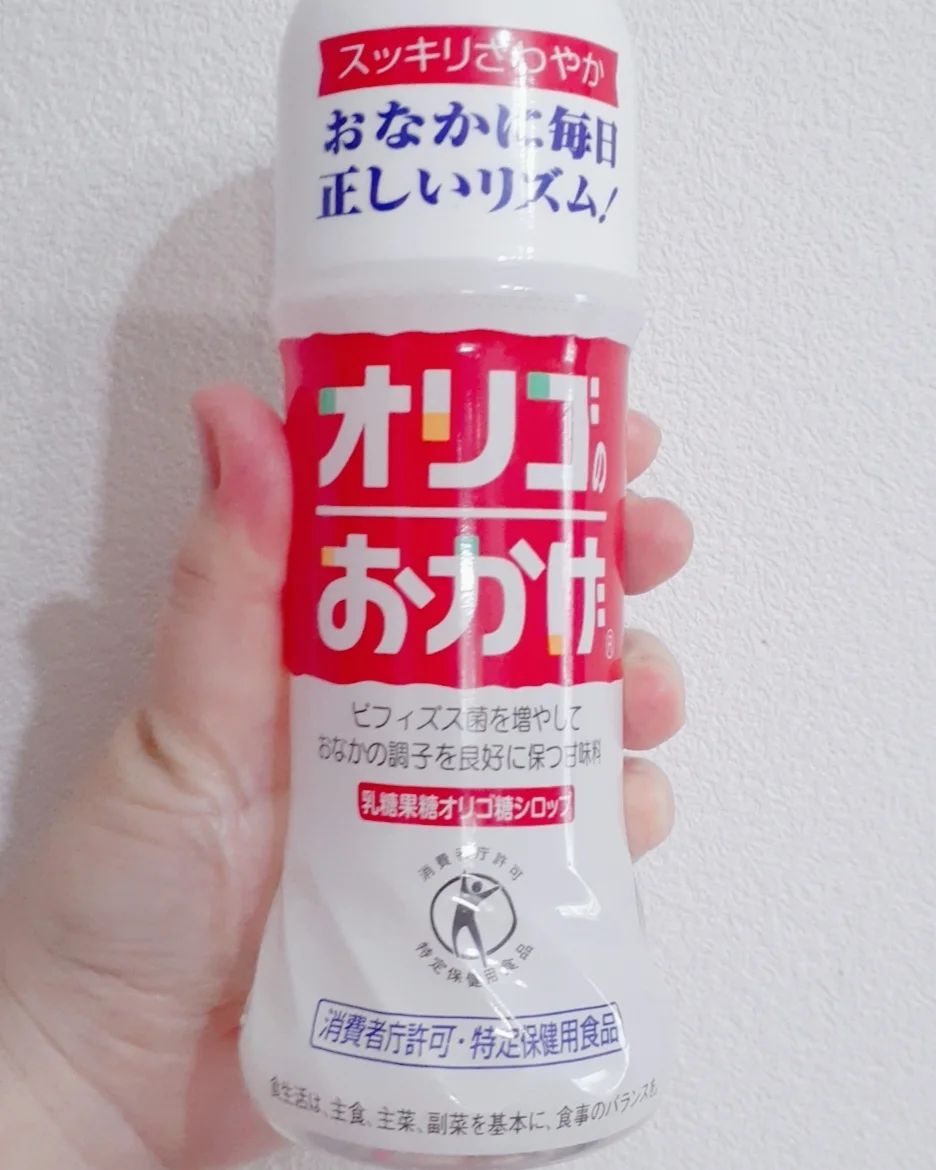 スッキリさわやか
おなかに毎日
正しいリズム!
オリゴの
おかげ®
ビフィズス菌を増やして
おなかの調子を良好に保つ甘味料
乳糖果糖オリゴ糖シロップ
消費者庁許可
特定保健用食品
消費者庁許可・特定保健用食品
食生活は、主食、主菜、副菜を基本に、食事のバランスを